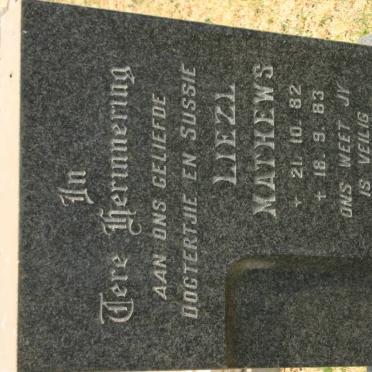 In
Tere Herinnering
AAN ONS GELIEFDE
DOGTERTJIE EN SUSSIE
LIEZL
MATHEWS
+ 21. 10. 82
+ 18. 9. 83
ONS WEET JY
IS VEILIG